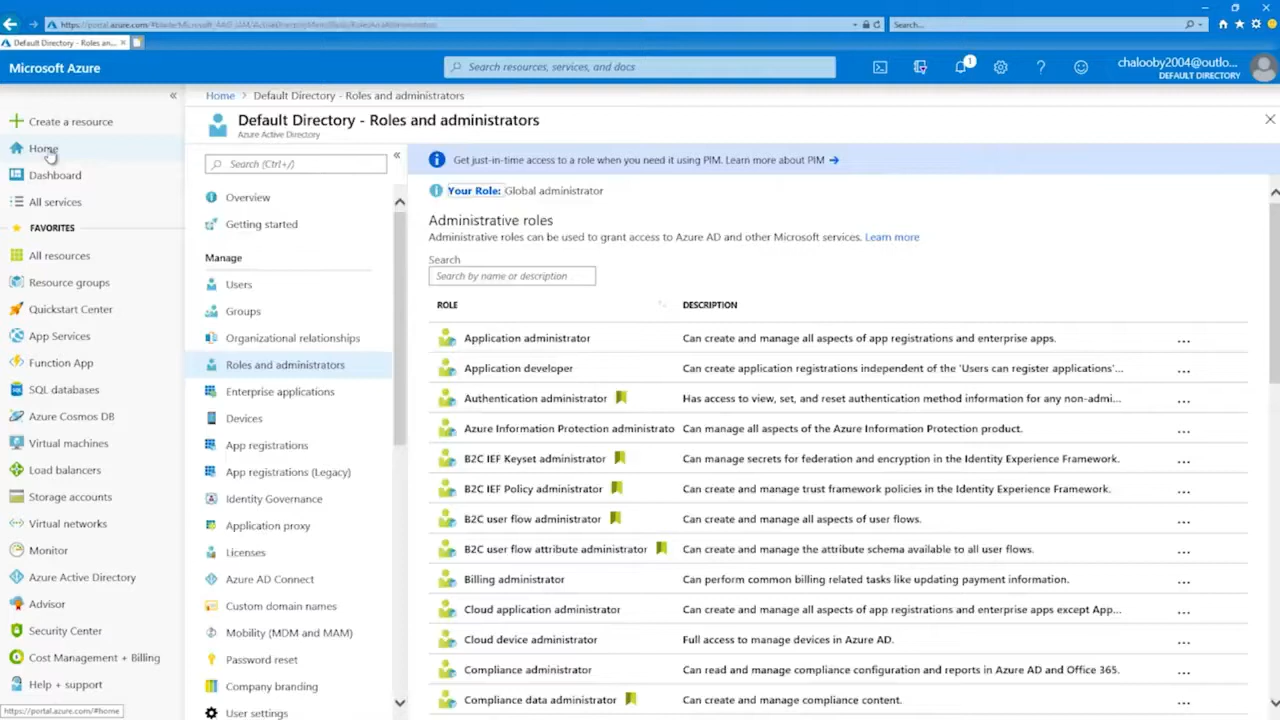 https://portal.azure.com/
Search...
Default Directory - Roles an...
Microsoft Azure
Search resources, services, and docs
1
chalooby2004@outlo...
DEFAULT DIRECTORY
Create a resource
Home
Dashboard
All services
FAVORITES
All resources
Resource groups
Quickstart Center
App Services
Function App
SQL databases
Azure Cosmos DB
Virtual machines
Load balancers
Storage accounts
Virtual networks
Monitor
Azure Active Directory
Advisor
Security Center
Cost Management + Billing
Help + support
https://portal.azure.com/#home
Home > Default Directory - Roles and administrators
Default Directory - Roles and administrators
Azure Active Directory
Search (Ctrl+/)
Overview
Getting started
Manage
Users
Groups
Organizational relationships
Roles and administrators
Enterprise applications
Devices
App registrations
App registrations (Legacy)
Identity Governance
Application proxy
Licenses
Azure AD Connect
Custom domain names
Mobility (MDM and MAM)
Password reset
Company branding
User settings
Get just-in-time access to a role when you need it using PIM. Learn more about PIM →
Your Role: Global administrator
Administrative roles
Administrative roles can be used to grant access to Azure AD and other Microsoft services. Learn more
Search
Search by name or description
ROLE DESCRIPTION
Application administrator Can create and manage all aspects of app registrations and enterprise apps. ...
Application developer Can create application registrations independent of the 'Users can register applications'... ...
Authentication administrator Has access to view, set, and reset authentication method information for any non-admi... ...
Azure Information Protection administrato Can manage all aspects of the Azure Information Protection product. ...
B2C IEF Keyset administrator Can manage secrets for federation and encryption in the Identity Experience Framework. ...
B2C IEF Policy administrator Can create and manage trust framework policies in the Identity Experience Framework. ...
B2C user flow administrator Can create and manage all aspects of user flows. ...
B2C user flow attribute administrator Can create and manage the attribute schema available to all user flows. ...
Billing administrator Can perform common billing related tasks like updating payment information. ...
Cloud application administrator Can create and manage all aspects of app registrations and enterprise apps except App... ...
Cloud device administrator Full access to manage devices in Azure AD. ...
Compliance administrator Can read and manage compliance configuration and reports in Azure AD and Office 365. ...
Compliance data administrator Can create and manage compliance content. ...